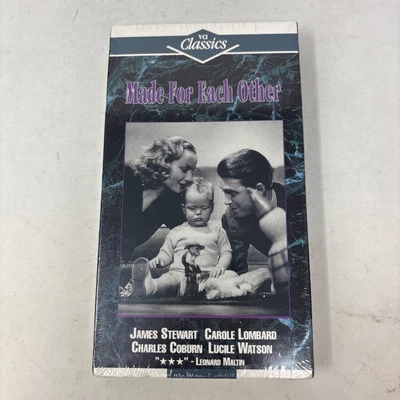 VCI
Classics
Made For Each Other
JAMES STEWART CAROLE LOMBARD
CHARLES COBURN LUCILE WATSON
"★★★" - LEONARD MALTIN